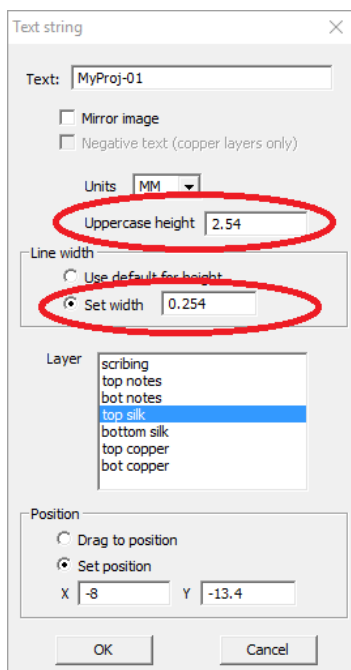 Text string
Text: MyProj-01
Mirror image
Negative text (copper layers only)
Units MM
Uppercase height 2.54
Line width
Use default for height
Set width 0.254
Layer
scribing
top notes
bot notes
top silk
bottom silk
top copper
bot copper
Position
Drag to position
Set position
X -8 Y -13.4
OK Cancel